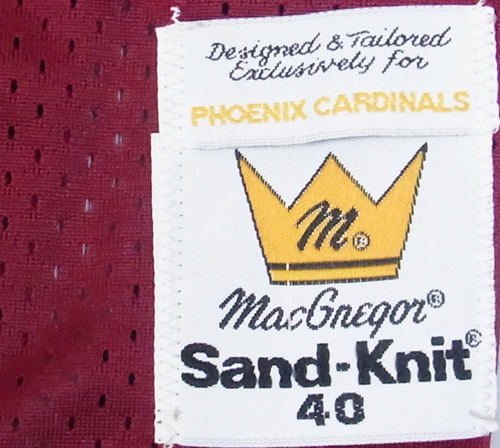 Designed & Tailored
Exclusively for
PHOENIX CARDINALS
M ®
MacGregor®
Sand-Knit®
40